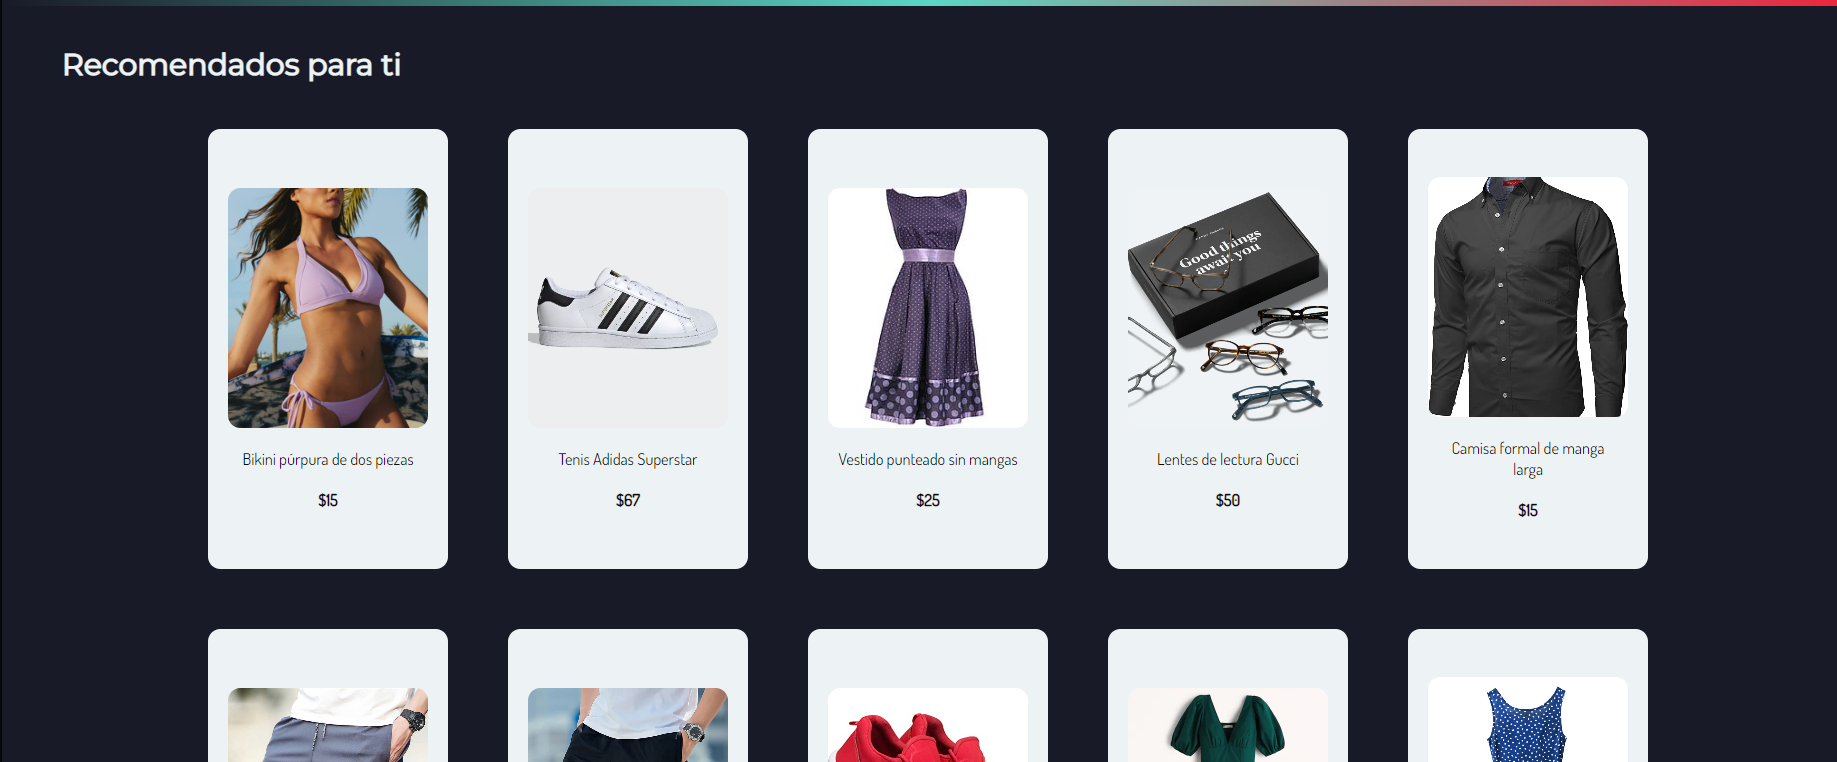 Recomendados para ti
Good things
await you
Bikini púrpura de dos piezas
$15
Tenis Adidas Superstar
$67
Vestido punteado sin mangas
$25
Lentes de lectura Gucci
$50
Camisa formal de manga
larga
$15